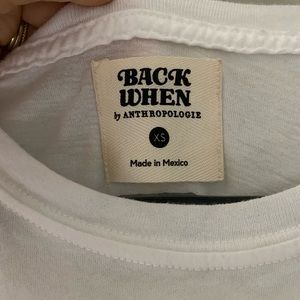 BACK
WHEN
by ANTHROPOLOGIE
XS
Made in Mexico